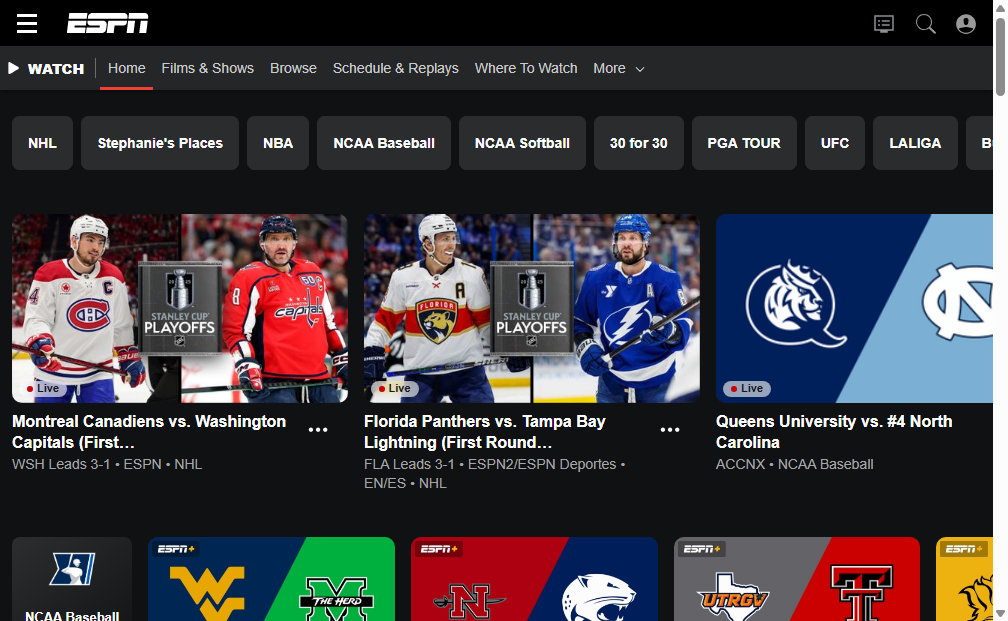 ESPN
WATCH
Home
Films & Shows
Browse
Schedule & Replays
Where To Watch
More
NHL
Stephanie's Places
NBA
NCAA Baseball
NCAA Softball
30 for 30
PGA TOUR
UFC
LALIGA
STANLEY CUP
PLAYOFFS
Live
STANLEY CUP
PLAYOFFS
Live
Live
Montreal Canadiens vs. Washington
Capitals (First…
WSH Leads 3-1 • ESPN • NHL
Florida Panthers vs. Tampa Bay
Lightning (First Round…
FLA Leads 3-1 • ESPN2/ESPN Deportes •
EN/ES • NHL
Queens University vs. #4 North
Carolina
ACCNX • NCAA Baseball
NCAA Baseball
ESPN+
THE HERD
ESPN+
ESPN+
UTRGV
ESPN+